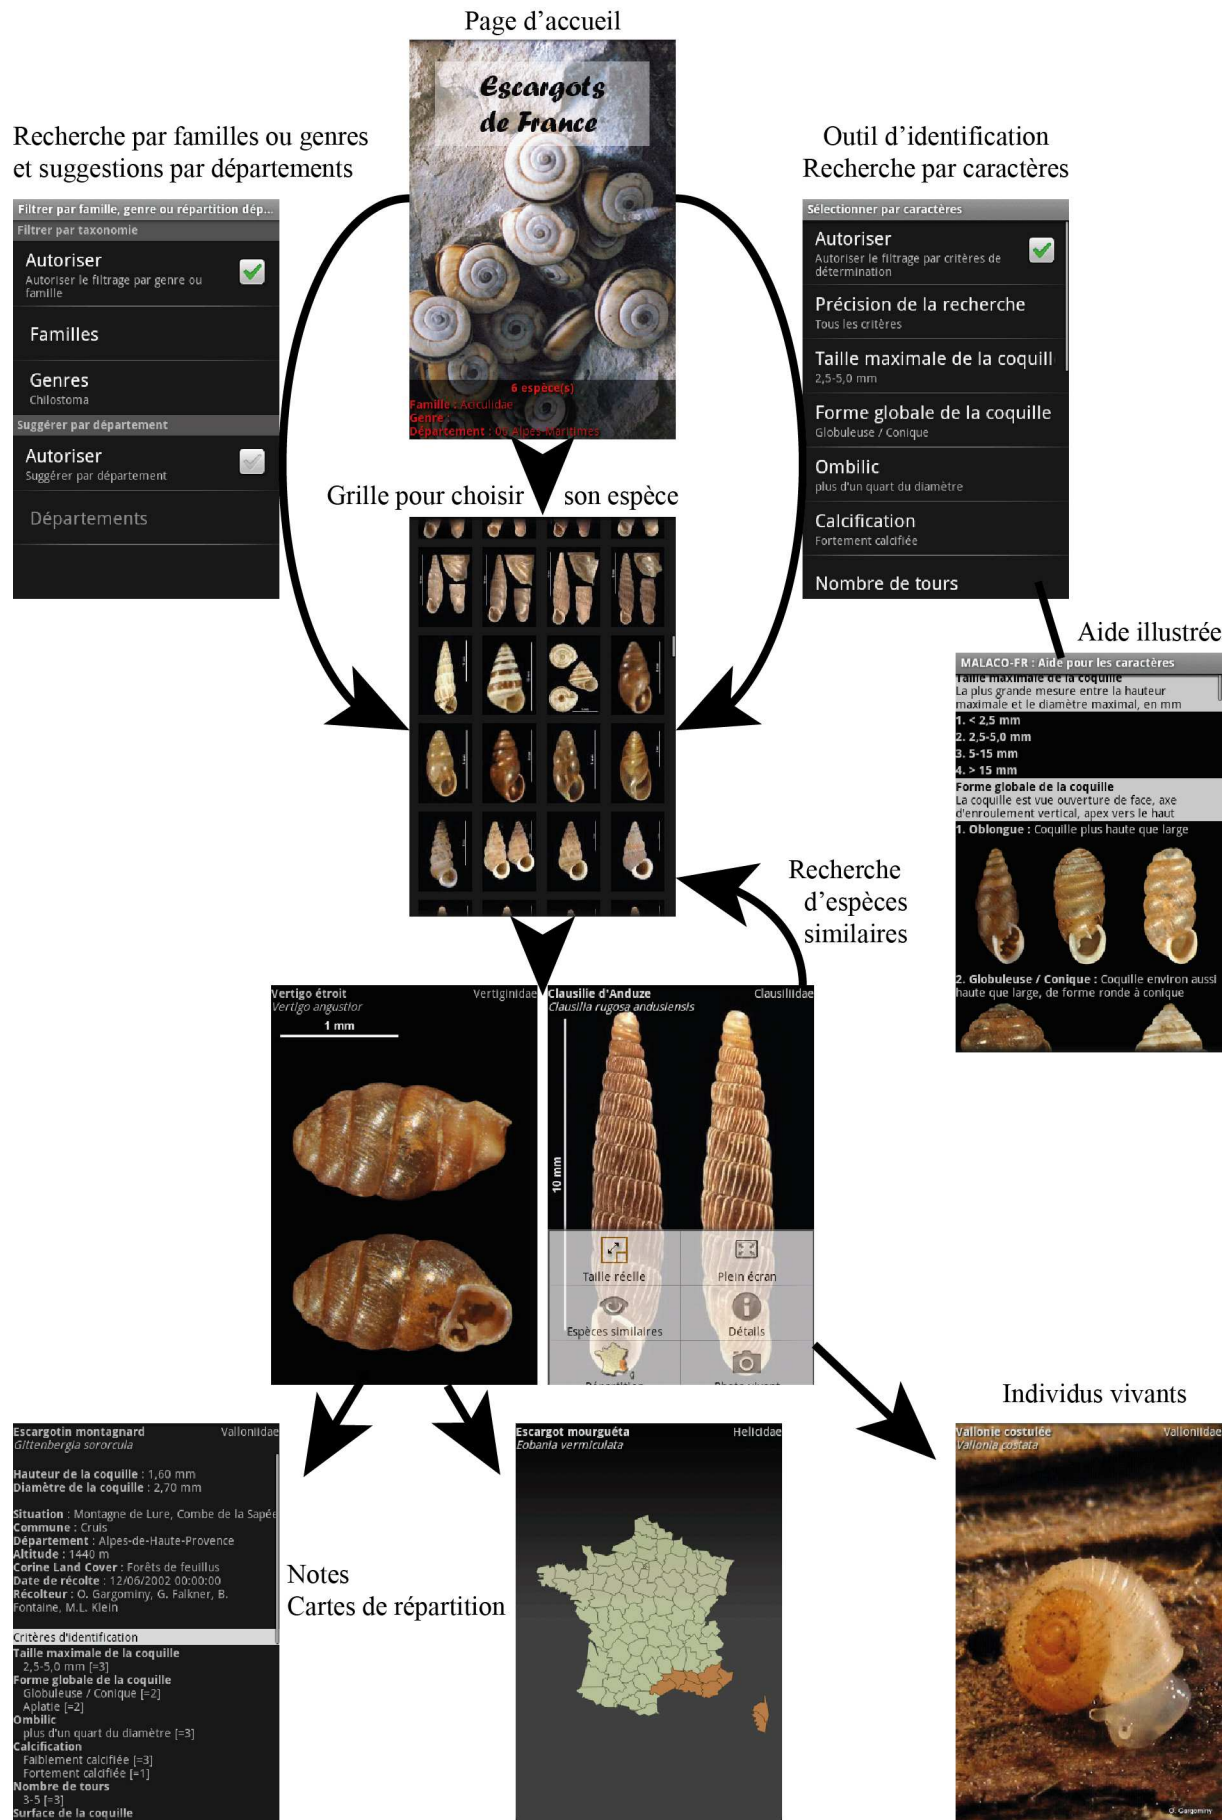 Page d'accueil
Escargots
de France
6 espèce(s)
Famille : Aciculidae
Genre :
Département : 06 Alpes-Maritimes
Recherche par familles ou genres
et suggestions par départements
Filtrer par famille, genre ou répartition dép...
Filtrer par taxonomie
Autoriser
Autoriser le filtrage par genre ou
famille
Familles
Genres
Chilostoma
Suggérer par département
Autoriser
Suggérer par département
Départements
Outil d'identification
Recherche par caractères
Sélectionner par caractères
Autoriser
Autoriser le filtrage par critères de
détermination
Précision de la recherche
Tous les critères
Taille maximale de la coquill
2,5-5,0 mm
Forme globale de la coquille
Globuleuse / Conique
Ombilic
plus d'un quart du diamètre
Calcification
Fortement calcifiée
Nombre de tours
Grille pour choisir son espèce
Aide illustrée
MALACO-FR : Aide pour les caractères
Taille maximale de la coquille
La plus grande mesure entre la hauteur
maximale et le diamètre maximal, en mm
1. < 2,5 mm
2. 2,5-5,0 mm
3. 5-15 mm
4. > 15 mm
Forme globale de la coquille
La coquille est vue ouverture de face, axe
d'enroulement vertical, apex vers le haut
1. Oblongue : Coquille plus haute que large
2. Globuleuse / Conique : Coquille environ aussi
haute que large, de forme ronde à conique
Recherche
d'espèces
similaires
Vertigo étroit Vertiginidae
Vertigo angustior
1 mm
Clausilie d'Anduze Clausiliidae
Clausilia rugosa andusiensis
10 mm
Taille réelle Plein écran
Espèces similaires Détails
Répartition Photo vivant
Escargotin montagnard Valloniidae
Gittenbergia sororcula
Hauteur de la coquille : 1,60 mm
Diamètre de la coquille : 2,70 mm
Situation : Montagne de Lure, Combe de la Sapée
Commune : Cruis
Département : Alpes-de-Haute-Provence
Altitude : 1440 m
Corine Land Cover : Forêts de feuillus
Date de récolte : 12/06/2002 00:00:00
Récolteur : O. Gargominy, G. Falkner, B.
Fontaine, M.L. Klein
Critères d'identification
Taille maximale de la coquille
2,5-5,0 mm [=3]
Forme globale de la coquille
Globuleuse / Conique [=2]
Aplatie [=2]
Ombilic
plus d'un quart du diamètre [=3]
Calcification
Faiblement calcifiée [=3]
Fortement calcifiée [=1]
Nombre de tours
3-5 [=3]
Surface de la coquille
Notes
Cartes de répartition
Escargot mourguéta Helicidae
Eobania vermiculata
Individus vivants
Vallonie costulée Valloniidae
Vallonia costata
O. Gargominy